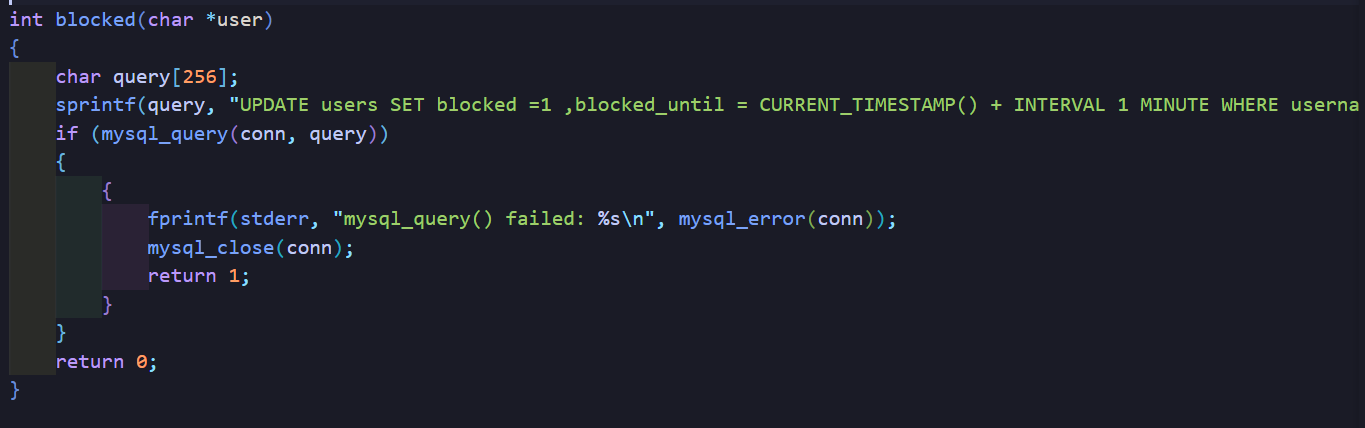 int blocked(char *user)
{
    char query[256];
    sprintf(query, "UPDATE users SET blocked =1 ,blocked_until = CURRENT_TIMESTAMP() + INTERVAL 1 MINUTE WHERE userna
    if (mysql_query(conn, query))
    {
        {
            fprintf(stderr, "mysql_query() failed: %s\n", mysql_error(conn));
            mysql_close(conn);
            return 1;
        }
    }
    return 0;
}